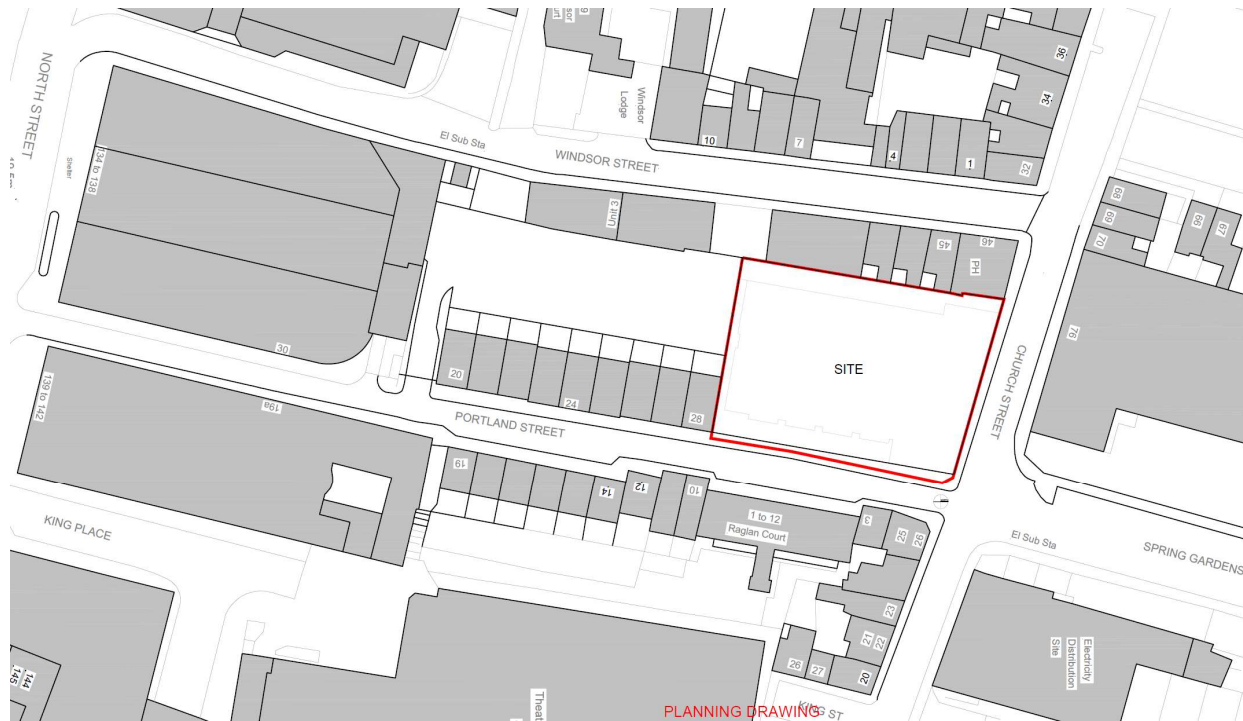 36
34
32
Windsor
Lodge
NORTH STREET
Shelter
134 to 138
El Sub Sta
WINDSOR STREET
10
7
4
1
68
69
70
66
67
Unit 3
45
46
PH
76
SITE
CHURCH STREET
30
20
24
28
PORTLAND STREET
139 to 142
19a
19
14
12
10
1 to 12
Raglan Court
3
25
26
El Sub Sta
SPRING GARDENS
KING PLACE
23
21
22
20
26
27
Electricity
Distribution
Site
144
145
KING ST
PLANNING DRAWING